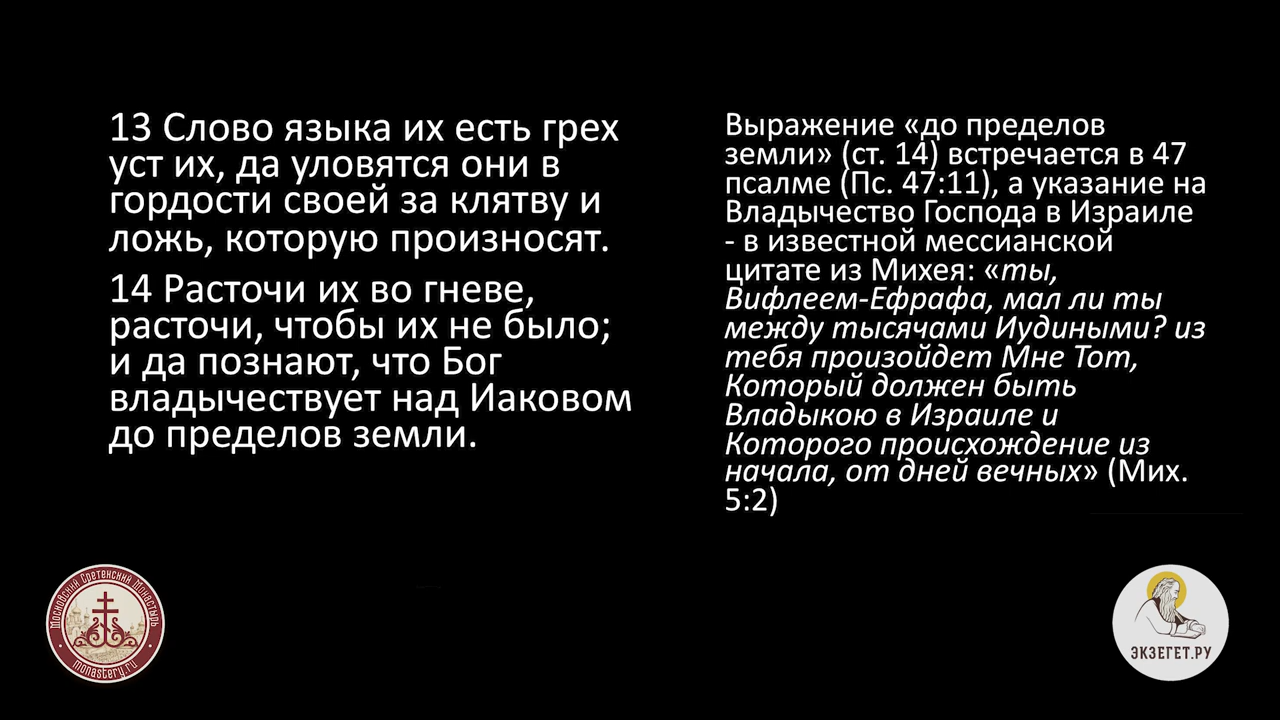 13 Слово языка их есть грех
уст их, да уловятся они в
гордости своей за клятву и
ложь, которую произносят.
14 Расточи их во гневе,
расточи, чтобы их не было;
и да познают, что Бог
владычествует над Иаковом
до пределов земли.
Выражение «до пределов
земли» (ст. 14) встречается в 47
псалме (Пс. 47:11), а указание на
Владычество Господа в Израиле
- в известной мессианской
цитате из Михея: «ты,
Вифлеем-Ефрафа, мал ли ты
между тысячами Иудиными? из
тебя произойдет Мне Тот,
Который должен быть
Владыкою в Израиле и
Которого происхождение из
начала, от дней вечных» (Мих.
5:2)
Московский Сретенский Монастырь
monastery.ru
ЭКЗЕГЕТ.РУ